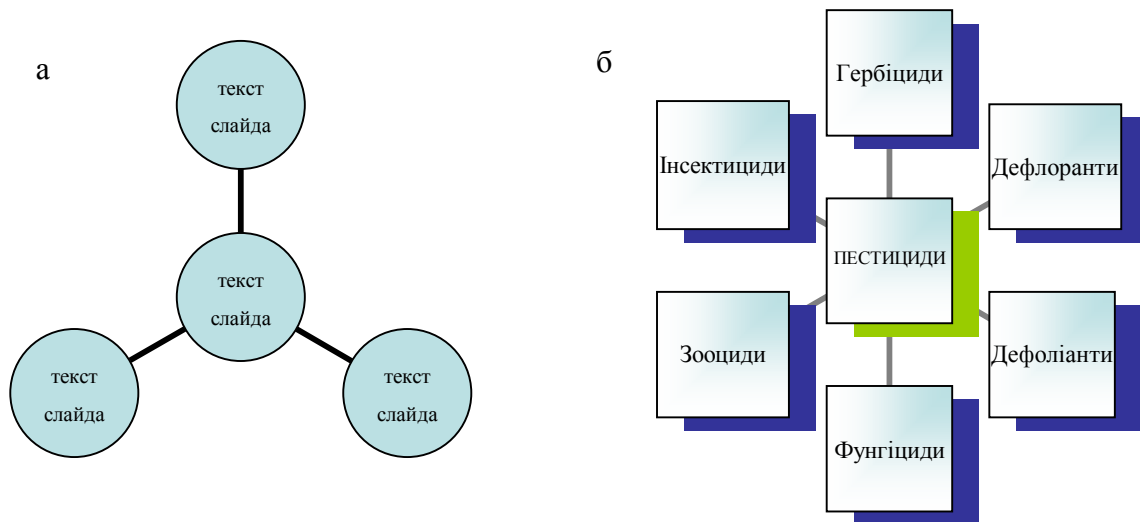 а
текст
слайда
текст
слайда
текст
слайда
текст
слайда
б
Гербіциди
Інсектициди
Дефлоранти
ПЕСТИЦИДИ
Зооциди
Дефоліанти
Фунгіциди